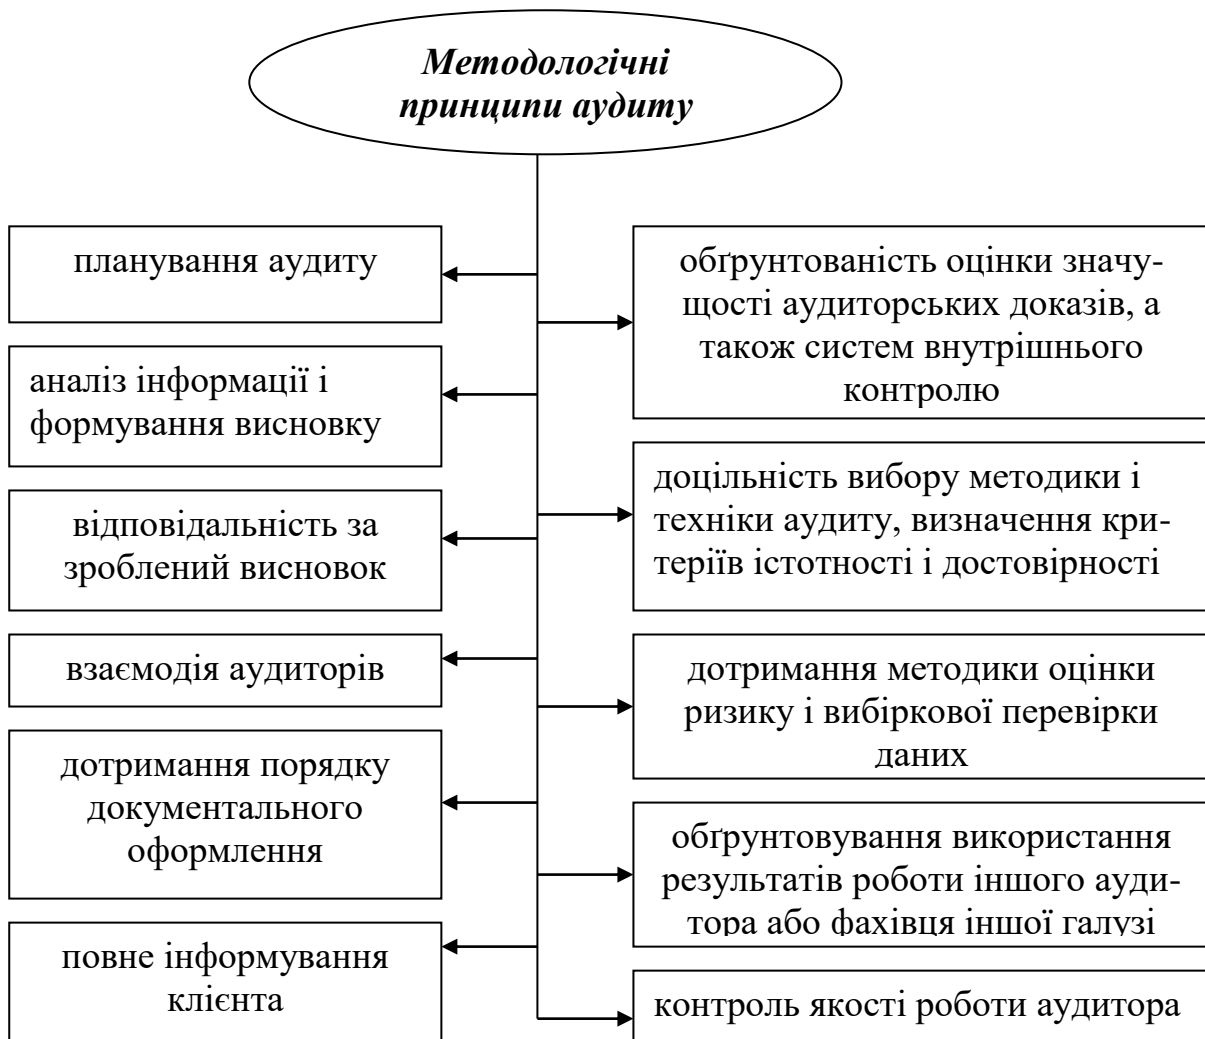 Методологічні
принципи аудиту
планування аудиту
аналіз інформації і
формування висновку
відповідальність за
зроблений висновок
взаємодія аудиторів
дотримання порядку
документального
оформлення
повне інформування
клієнта
обґрунтованість оцінки значу-
щості аудиторських доказів, а
також систем внутрішнього
контролю
доцільність вибору методики і
техніки аудиту, визначення кри-
теріїв істотності і достовірності
дотримання методики оцінки
ризику і вибіркової перевірки
даних
обґрунтовування використання
результатів роботи іншого ауди-
тора або фахівця іншої галузі
контроль якості роботи аудитора